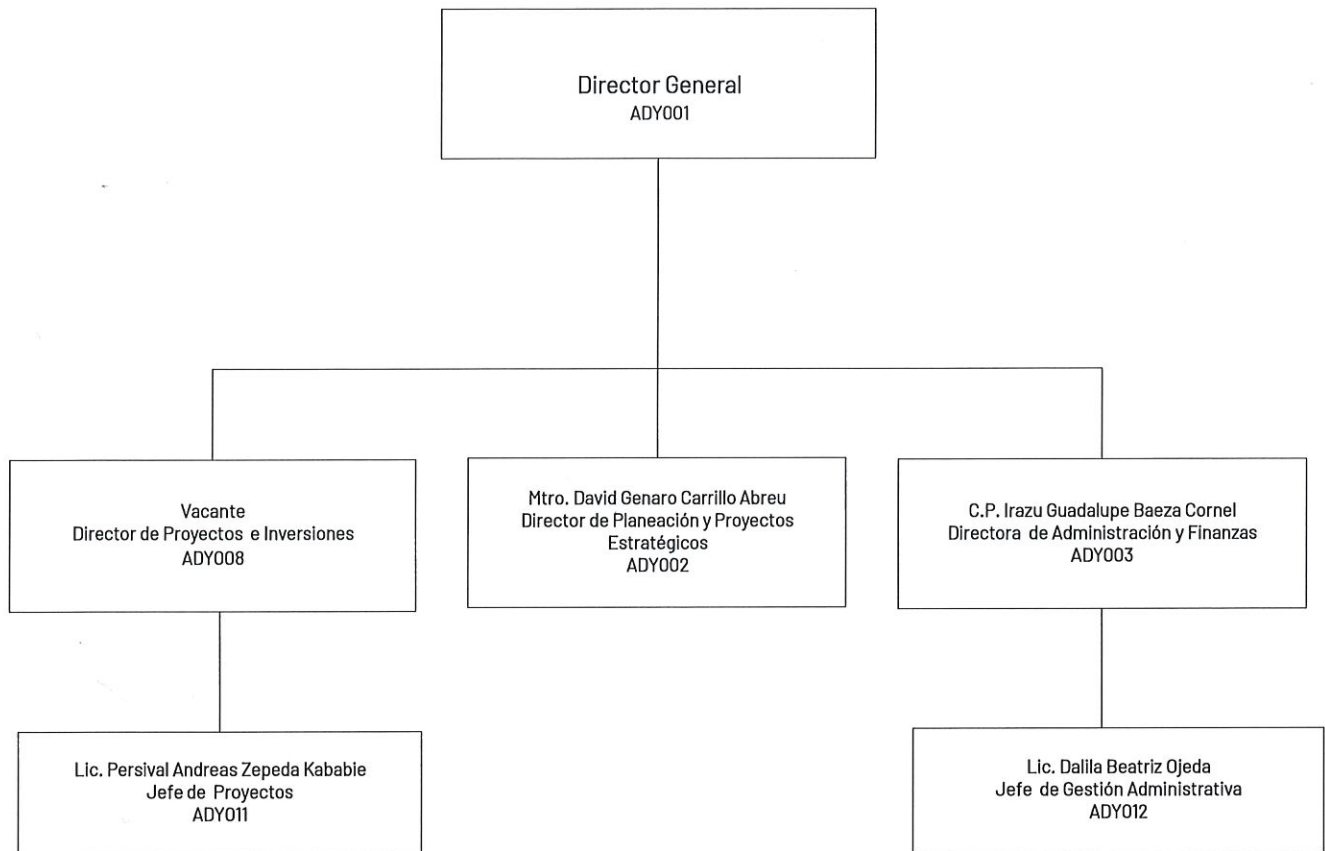 Director General
ADY001
Vacante
Director de Proyectos e Inversiones
ADY008
Mtro. David Genaro Carrillo Abreu
Director de Planeación y Proyectos
Estratégicos
ADY002
C.P. Irazu Guadalupe Baeza Cornel
Directora de Administración y Finanzas
ADY003
Lic. Persival Andreas Zepeda Kababie
Jefe de Proyectos
ADY011
Lic. Dalila Beatriz Ojeda
Jefe de Gestión Administrativa
ADY012